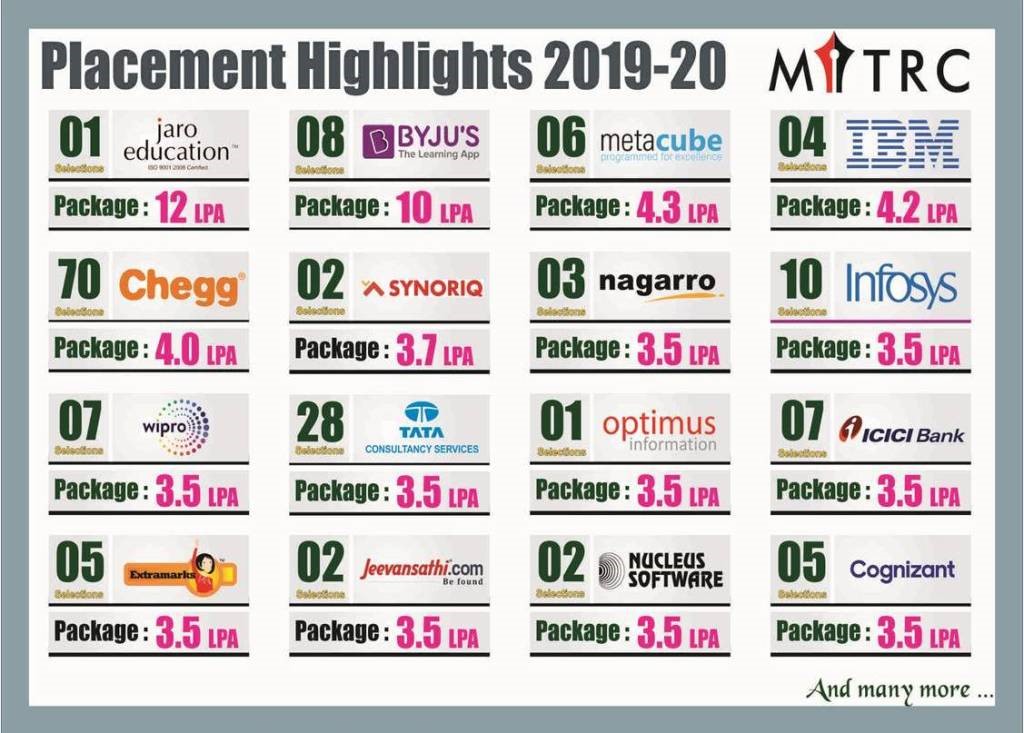 Placement Highlights 2019-20
MITRC
01
Selections
jaro
education™
ISO 9001:2008 Certified
Package : 12 LPA
08
Selections
BYJU'S
The Learning App
Package : 10 LPA
06
Selections
metacube
programmed for excellence
Package : 4.3 LPA
04
Selections
IBM
Package : 4.2 LPA
70
Selections
Chegg®
Package : 4.0 LPA
02
Selections
SYNORIQ
Package : 3.7 LPA
03
Selections
nagarro
Package : 3.5 LPA
10
Selections
Infosys
Package : 3.5 LPA
07
Selections
wipro
Package : 3.5 LPA
28
Selections
TATA
CONSULTANCY SERVICES
Package : 3.5 LPA
01
Selections
optimus
information
Package : 3.5 LPA
07
Selections
ICICI Bank
Package : 3.5 LPA
05
Selections
Extramarks™
Package : 3.5 LPA
02
Selections
Jeevansathi.com
Be found
Package : 3.5 LPA
02
Selections
NUCLEUS
SOFTWARE
Package : 3.5 LPA
05
Selections
Cognizant
Package : 3.5 LPA
And many more ...